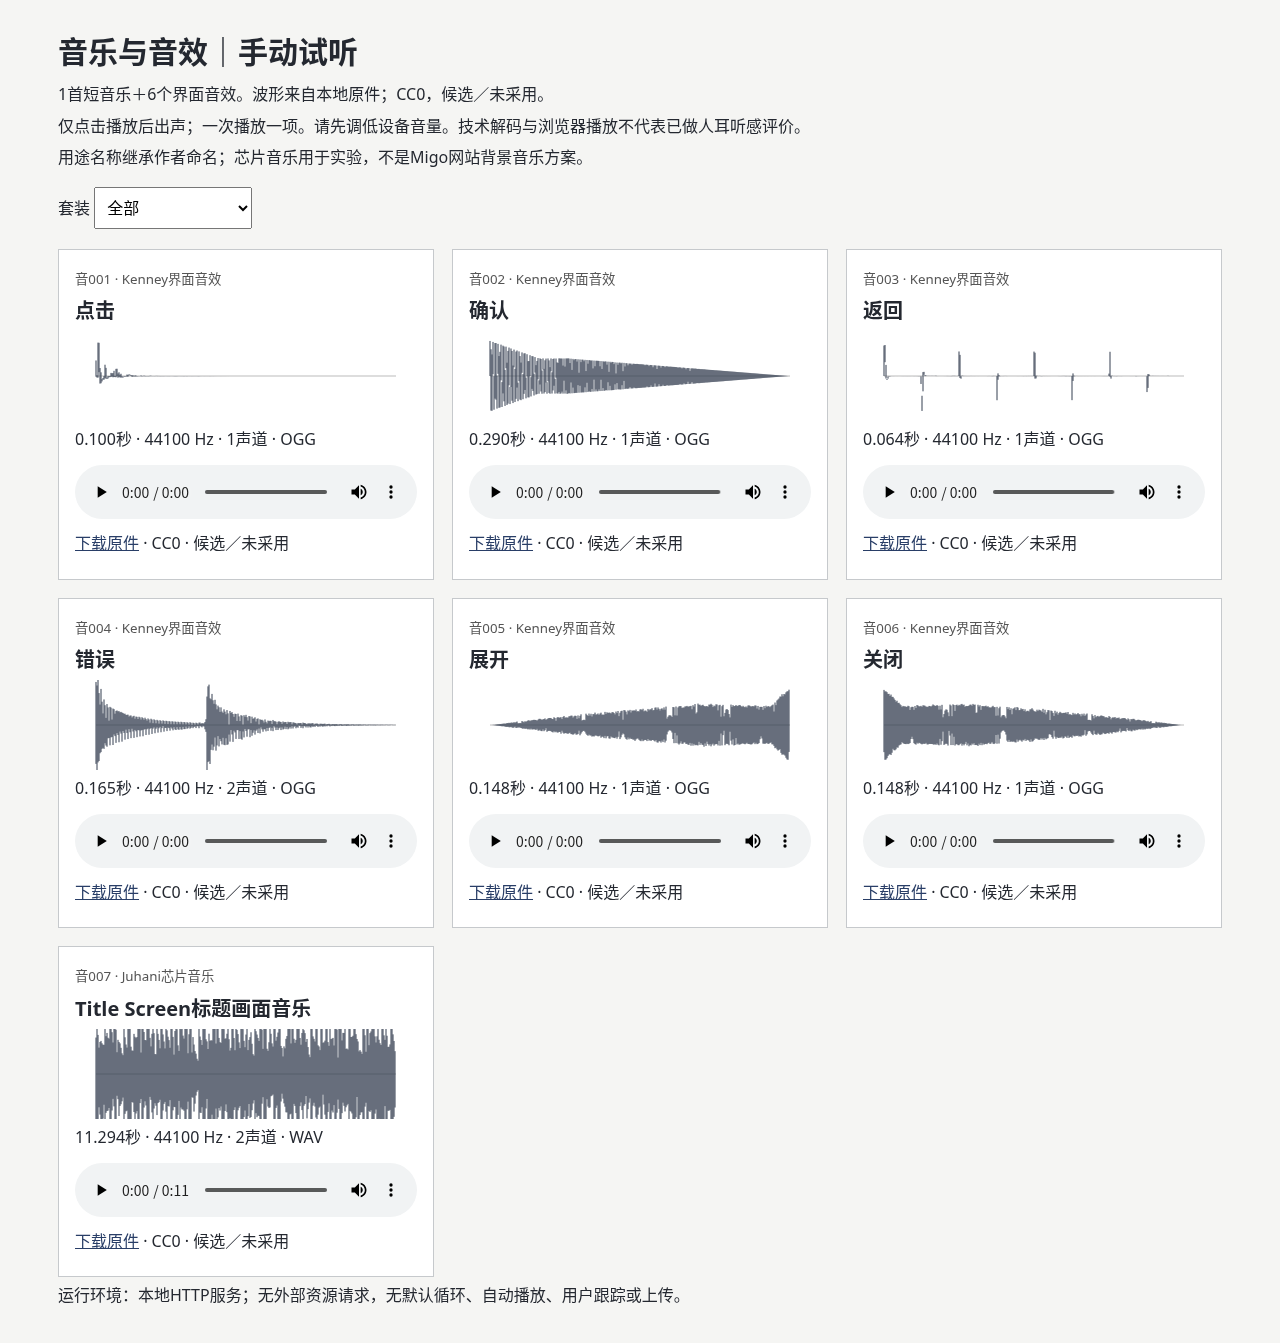 音乐与音效｜手动试听
1首短音乐＋6个界面音效。波形来自本地原件；CC0，候选／未采用。
仅点击播放后出声；一次播放一项。请先调低设备音量。技术解码与浏览器播放不代表已做人耳听感评价。
用途名称继承作者命名；芯片音乐用于实验，不是Migo网站背景音乐方案。
套装 全部
音001 · Kenney界面音效
点击
0.100秒 · 44100 Hz · 1声道 · OGG
0:00 / 0:00
下载原件 · CC0 · 候选／未采用
音002 · Kenney界面音效
确认
0.290秒 · 44100 Hz · 1声道 · OGG
0:00 / 0:00
下载原件 · CC0 · 候选／未采用
音003 · Kenney界面音效
返回
0.064秒 · 44100 Hz · 1声道 · OGG
0:00 / 0:00
下载原件 · CC0 · 候选／未采用
音004 · Kenney界面音效
错误
0.165秒 · 44100 Hz · 2声道 · OGG
0:00 / 0:00
下载原件 · CC0 · 候选／未采用
音005 · Kenney界面音效
展开
0.148秒 · 44100 Hz · 1声道 · OGG
0:00 / 0:00
下载原件 · CC0 · 候选／未采用
音006 · Kenney界面音效
关闭
0.148秒 · 44100 Hz · 1声道 · OGG
0:00 / 0:00
下载原件 · CC0 · 候选／未采用
音007 · Juhani芯片音乐
Title Screen标题画面音乐
11.294秒 · 44100 Hz · 2声道 · WAV
0:00 / 0:11
下载原件 · CC0 · 候选／未采用
运行环境：本地HTTP服务；无外部资源请求，无默认循环、自动播放、用户跟踪或上传。